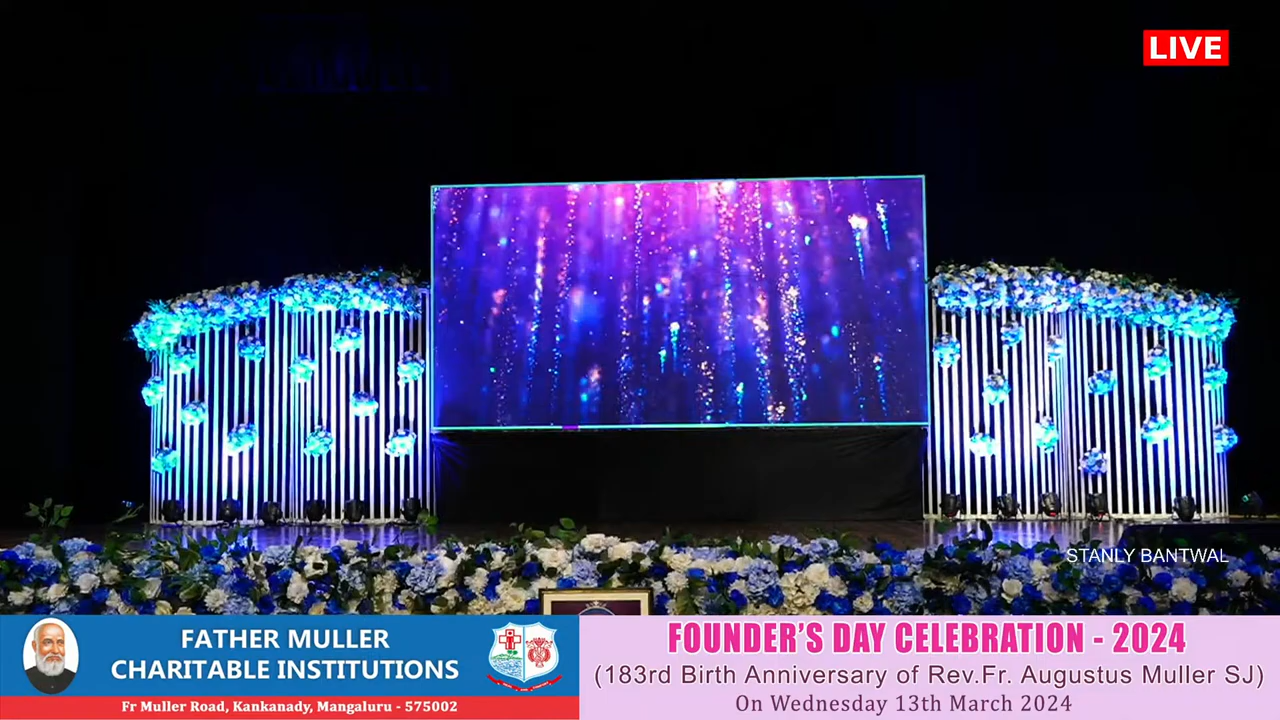 LIVE
STANLY BANTWAL
FATHER MULLER
CHARITABLE INSTITUTIONS
Fr Muller Road, Kankanady, Mangaluru - 575002
FOUNDER'S DAY CELEBRATION - 2024
(183rd Birth Anniversary of Rev.Fr. Augustus Muller SJ)
On Wednesday 13th March 2024